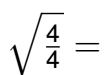 √(4/4) =